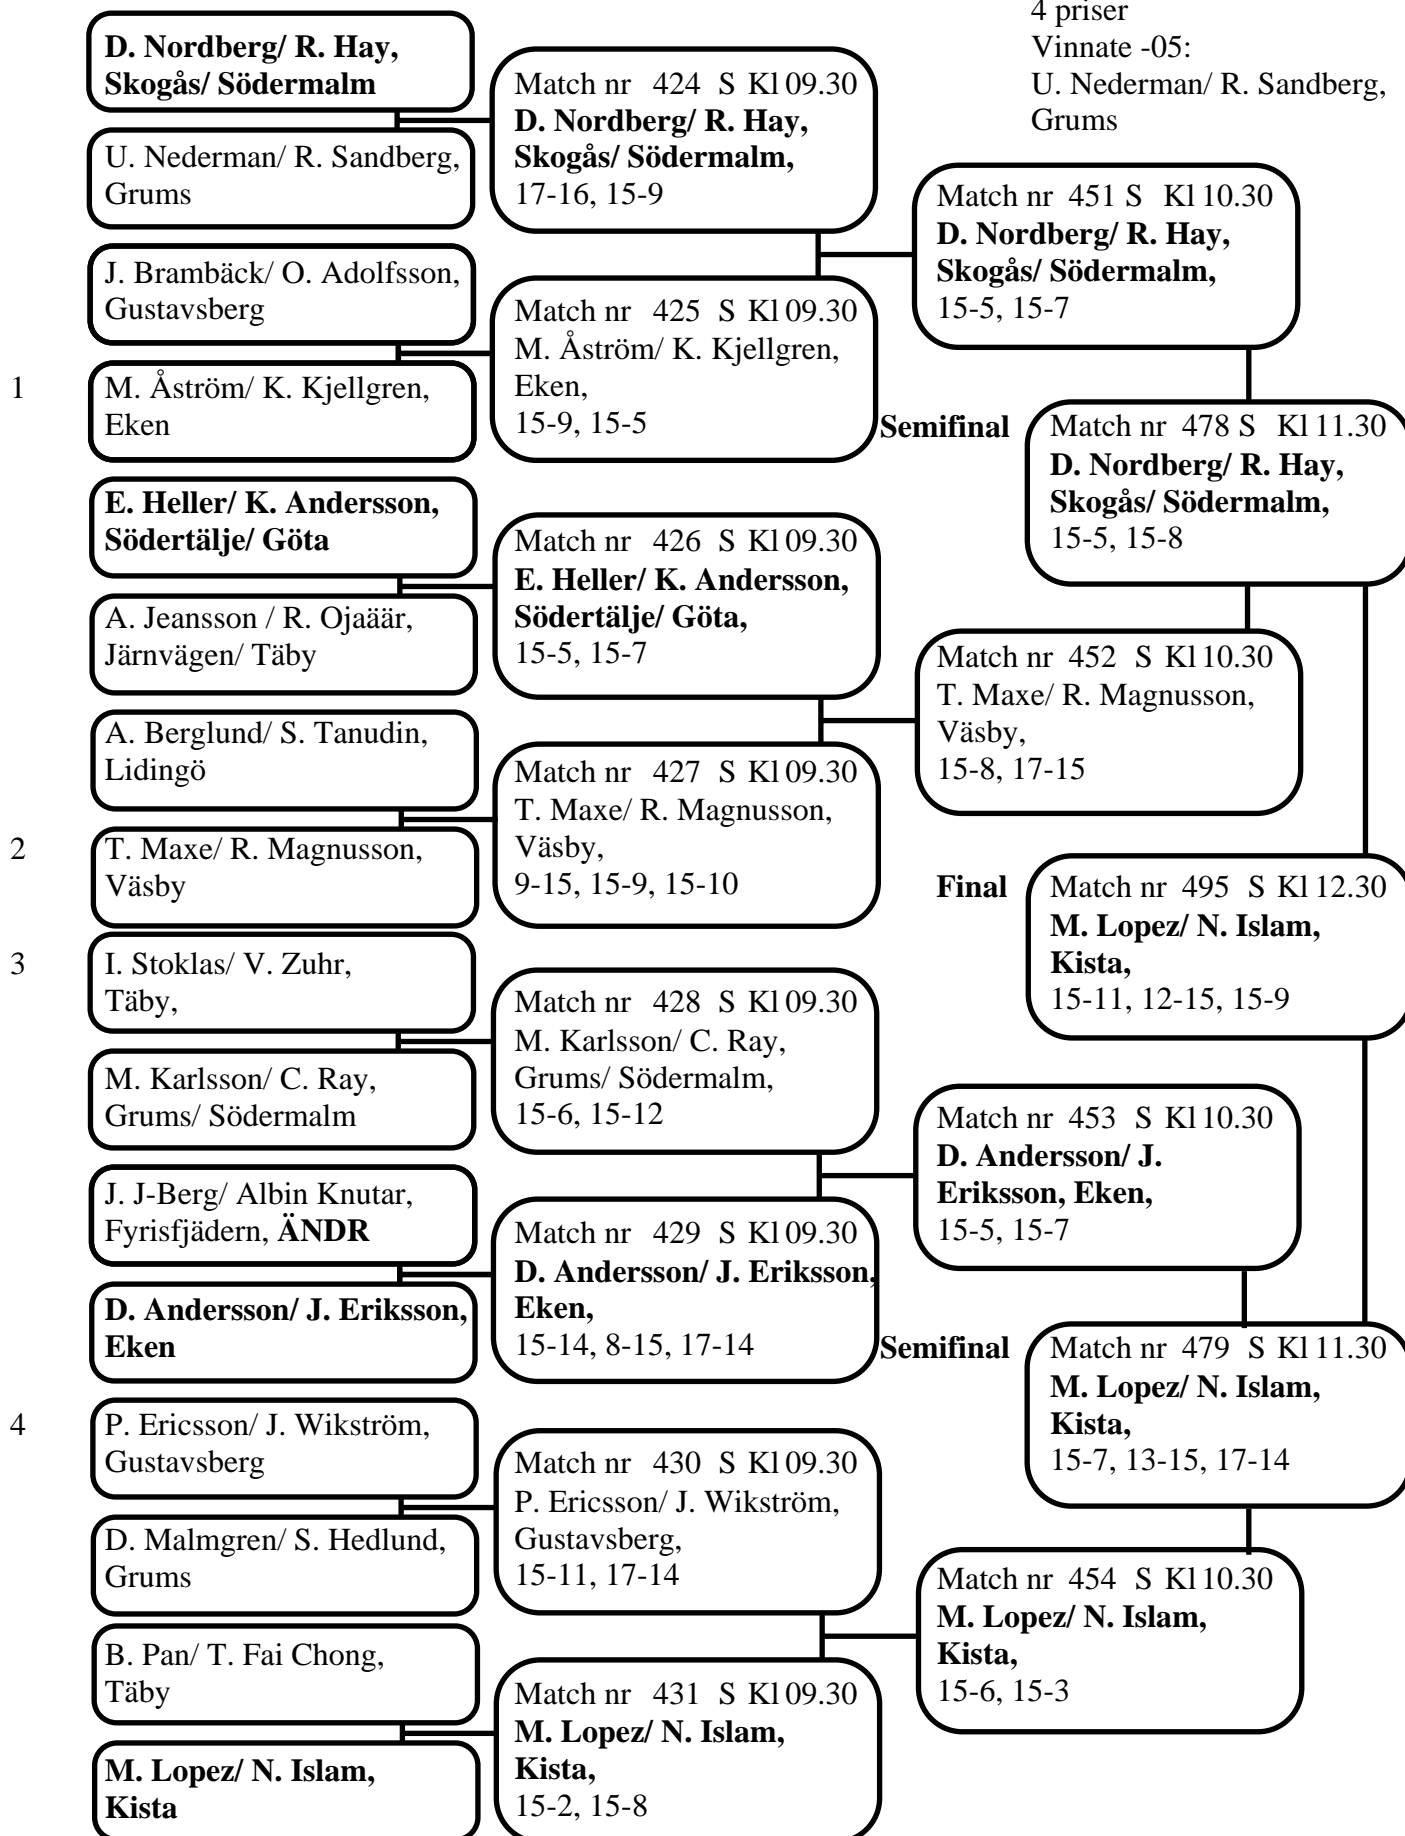 4 priser
Vinnate -05:
U. Nederman/ R. Sandberg,
Grums
D. Nordberg/ R. Hay,
Skogås/ Södermalm
U. Nederman/ R. Sandberg,
Grums
J. Brambäck/ O. Adolfsson,
Gustavsberg
1
M. Åström/ K. Kjellgren,
Eken
E. Heller/ K. Andersson,
Södertälje/ Göta
A. Jeansson / R. Ojaäär,
Järnvägen/ Täby
A. Berglund/ S. Tanudin,
Lidingö
2
T. Maxe/ R. Magnusson,
Väsby
3
I. Stoklas/ V. Zuhr,
Täby,
M. Karlsson/ C. Ray,
Grums/ Södermalm
J. J-Berg/ Albin Knutar,
Fyrisfjädern, ÄNDR
D. Andersson/ J. Eriksson,
Eken
4
P. Ericsson/ J. Wikström,
Gustavsberg
D. Malmgren/ S. Hedlund,
Grums
B. Pan/ T. Fai Chong,
Täby
M. Lopez/ N. Islam,
Kista
Match nr 424 S Kl 09.30
D. Nordberg/ R. Hay,
Skogås/ Södermalm,
17-16, 15-9
Match nr 425 S Kl 09.30
M. Åström/ K. Kjellgren,
Eken,
15-9, 15-5
Match nr 426 S Kl 09.30
E. Heller/ K. Andersson,
Södertälje/ Göta,
15-5, 15-7
Match nr 427 S Kl 09.30
T. Maxe/ R. Magnusson,
Väsby,
9-15, 15-9, 15-10
Match nr 428 S Kl 09.30
M. Karlsson/ C. Ray,
Grums/ Södermalm,
15-6, 15-12
Match nr 429 S Kl 09.30
D. Andersson/ J. Eriksson,
Eken,
15-14, 8-15, 17-14
Match nr 430 S Kl 09.30
P. Ericsson/ J. Wikström,
Gustavsberg,
15-11, 17-14
Match nr 431 S Kl 09.30
M. Lopez/ N. Islam,
Kista,
15-2, 15-8
Match nr 451 S Kl 10.30
D. Nordberg/ R. Hay,
Skogås/ Södermalm,
15-5, 15-7
Match nr 452 S Kl 10.30
T. Maxe/ R. Magnusson,
Väsby,
15-8, 17-15
Match nr 453 S Kl 10.30
D. Andersson/ J.
Eriksson, Eken,
15-5, 15-7
Match nr 454 S Kl 10.30
M. Lopez/ N. Islam,
Kista,
15-6, 15-3
Semifinal
Match nr 478 S Kl 11.30
D. Nordberg/ R. Hay,
Skogås/ Södermalm,
15-5, 15-8
Final
Match nr 495 S Kl 12.30
M. Lopez/ N. Islam,
Kista,
15-11, 12-15, 15-9
Semifinal
Match nr 479 S Kl 11.30
M. Lopez/ N. Islam,
Kista,
15-7, 13-15, 17-14